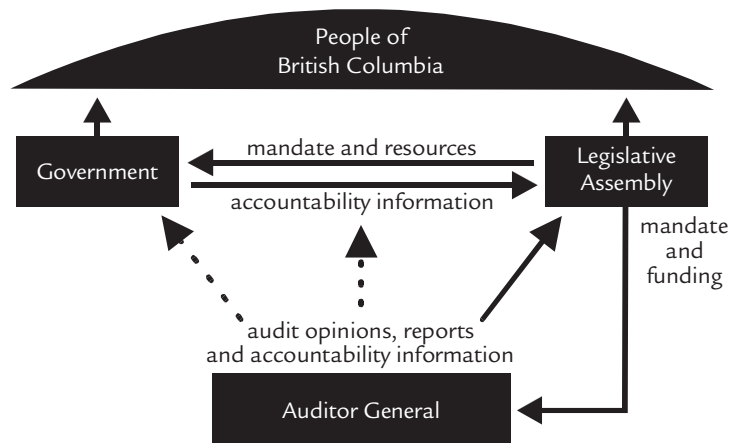 People of
British Columbia
Government
mandate and resources
accountability information
Legislative
Assembly
mandate
and
funding
audit opinions, reports
and accountability information
Auditor General